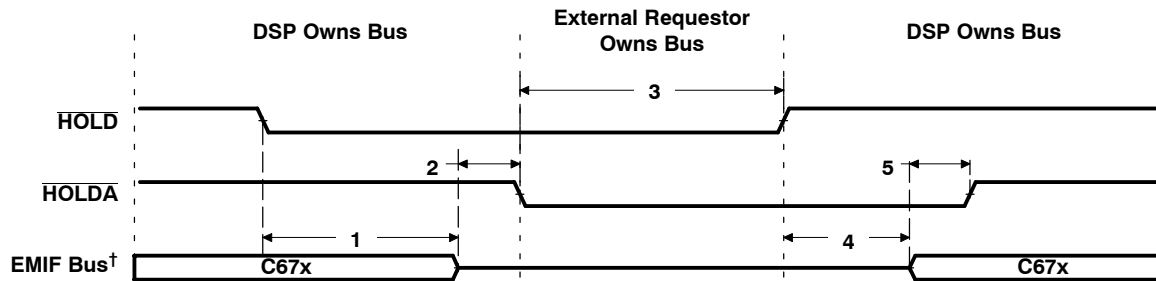 DSP Owns Bus
External Requestor
Owns Bus
DSP Owns Bus
3
HOLD
2
5
HOLDA
1
4
EMIF Bus†
C67x
C67x